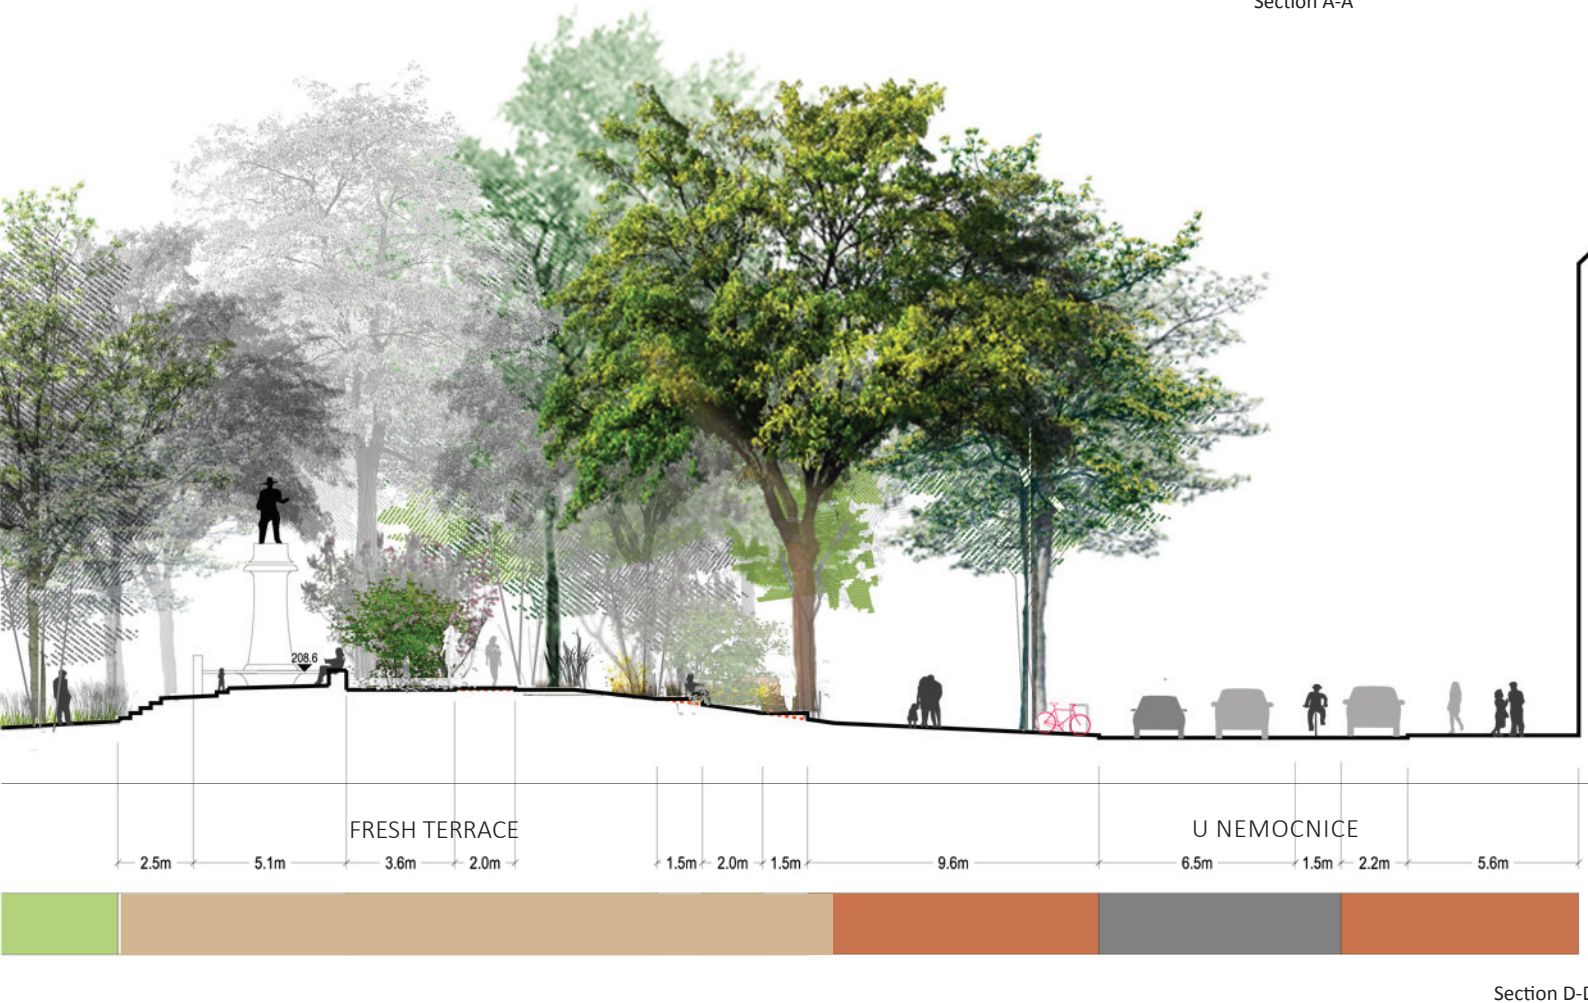 Section A-A
208.6
FRESH TERRACE
U NEMOCNICE
2.5m 5.1m 3.6m 2.0m 1.5m 2.0m 1.5m 9.6m 6.5m 1.5m 2.2m 5.6m
Section D-D